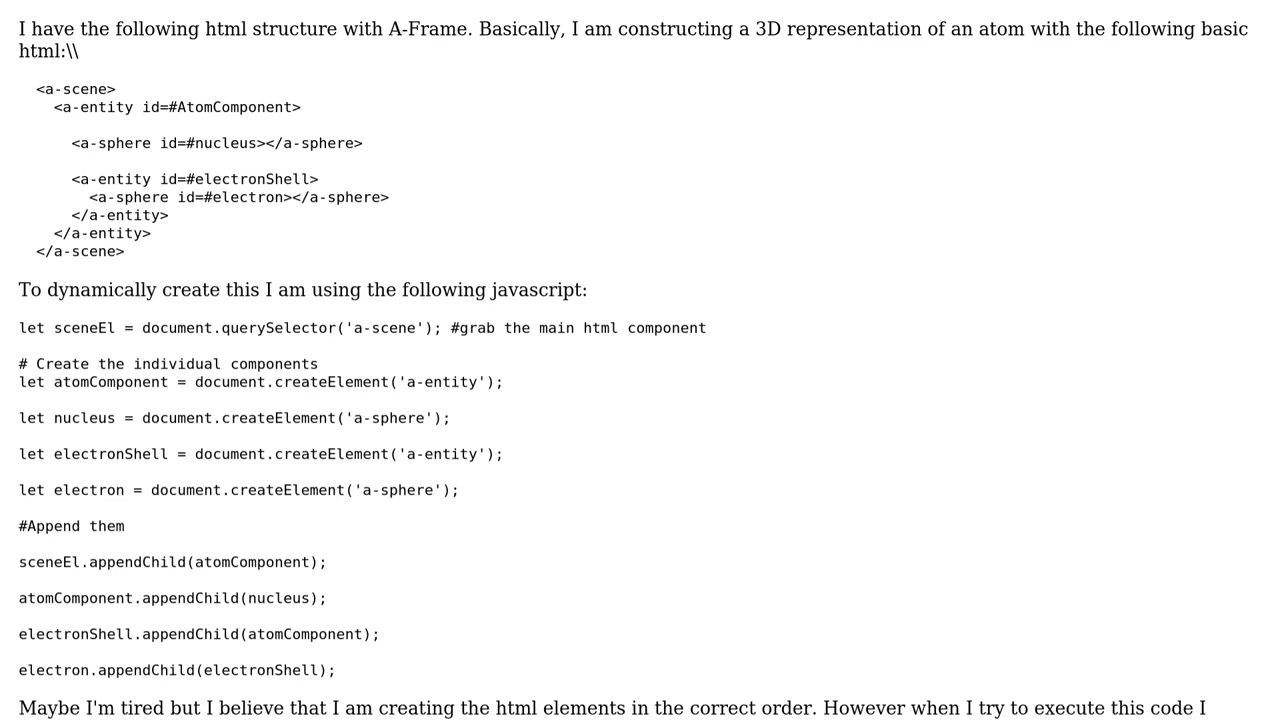 I have the following html structure with A-Frame. Basically, I am constructing a 3D representation of an atom with the following basic
html:\\
<a-scene>
<a-entity id=#AtomComponent>
<a-sphere id=#nucleus></a-sphere>
<a-entity id=#electronShell>
<a-sphere id=#electron></a-sphere>
</a-entity>
</a-entity>
</a-scene>
To dynamically create this I am using the following javascript:
let sceneEl = document.querySelector('a-scene'); #grab the main html component
# Create the individual components
let atomComponent = document.createElement('a-entity');
let nucleus = document.createElement('a-sphere');
let electronShell = document.createElement('a-entity');
let electron = document.createElement('a-sphere');
#Append them
sceneEl.appendChild(atomComponent);
atomComponent.appendChild(nucleus);
electronShell.appendChild(atomComponent);
electron.appendChild(electronShell);
Maybe I'm tired but I believe that I am creating the html elements in the correct order. However when I try to execute this code I